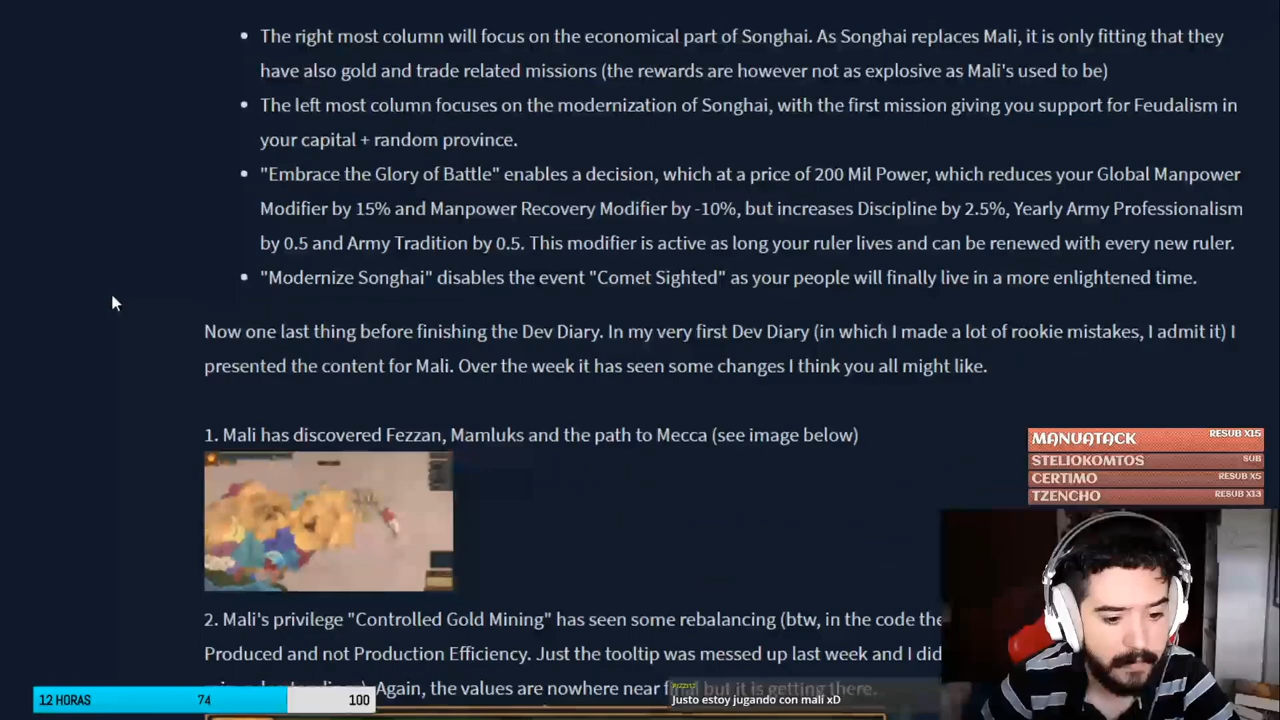 The right most column will focus on the economical part of Songhai. As Songhai replaces Mali, it is only fitting that they
have also gold and trade related missions (the rewards are however not as explosive as Mali's used to be)
The left most column focuses on the modernization of Songhai, with the first mission giving you support for Feudalism in
your capital + random province.
"Embrace the Glory of Battle" enables a decision, which at a price of 200 Mil Power, which reduces your Global Manpower
Modifier by 15% and Manpower Recovery Modifier by -10%, but increases Discipline by 2.5%, Yearly Army Professionalism
by 0.5 and Army Tradition by 0.5. This modifier is active as long your ruler lives and can be renewed with every new ruler.
"Modernize Songhai" disables the event "Comet Sighted" as your people will finally live in a more enlightened time.
Now one last thing before finishing the Dev Diary. In my very first Dev Diary (in which I made a lot of rookie mistakes, I admit it) I
presented the content for Mali. Over the week it has seen some changes I think you all might like.
1. Mali has discovered Fezzan, Mamluks and the path to Mecca (see image below)
MANUATACK RESUB X15
STELIOKOMTOS SUB
CERTIMO RESUB X5
TZENCHO RESUB X13
2. Mali's privilege "Controlled Gold Mining" has seen some rebalancing (btw, in the code the
Produced and not Production Efficiency. Just the tooltip was messed up last week and I did
Again, the values are nowhere near but it is getting there.
Justo estoy jugando con mali xD
12 HORAS 74 100